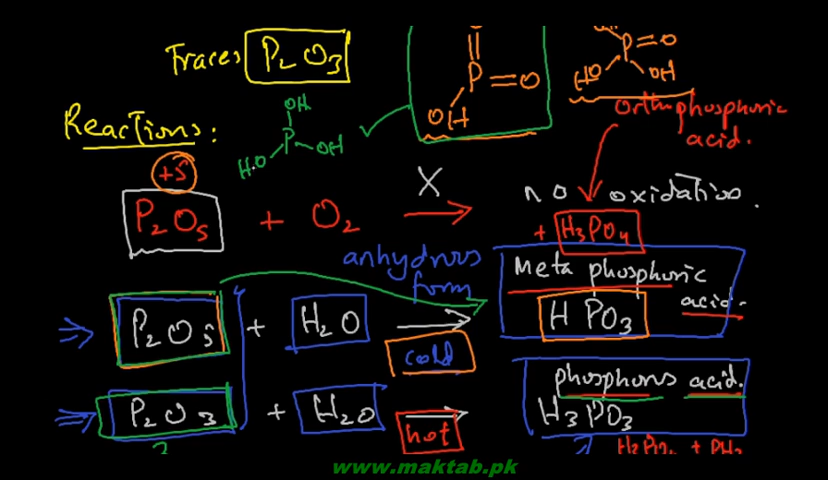 Traces P2O3
P=O
OH
HO
P=O
OH
Reactions:
OH
P
H.O
OH
Orthophosphoric
acid.
+5
P2O5 + O2 X no oxidation.
+ H3PO4
anhydrous
form
Meta phosphoric
acid.
P2O5 + H2O cold HPO3
phosphorus acid.
P2O3 + H2O hot H3PO3
www.maktab.pk